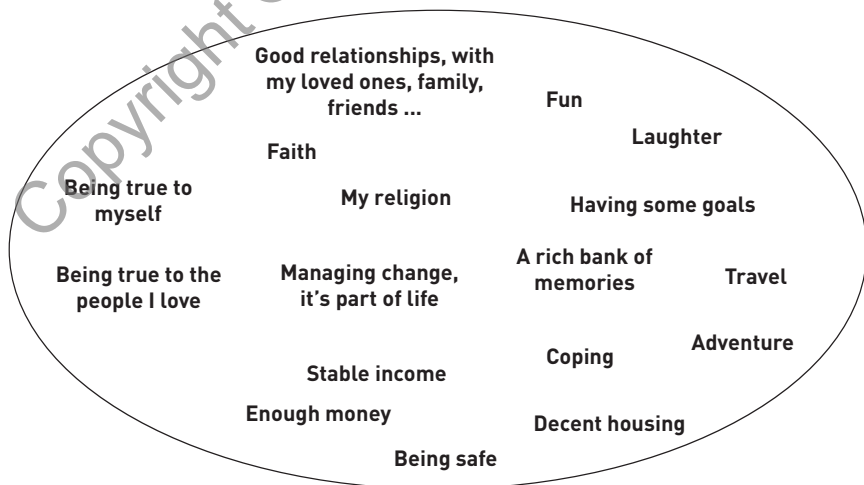 Copyright
Good relationships, with
my loved ones, family,
friends ...
Fun
Laughter
Faith
Being true to
myself
My religion
Having some goals
Being true to the
people I love
Managing change,
it's part of life
A rich bank of
memories
Travel
Adventure
Coping
Stable income
Enough money
Decent housing
Being safe